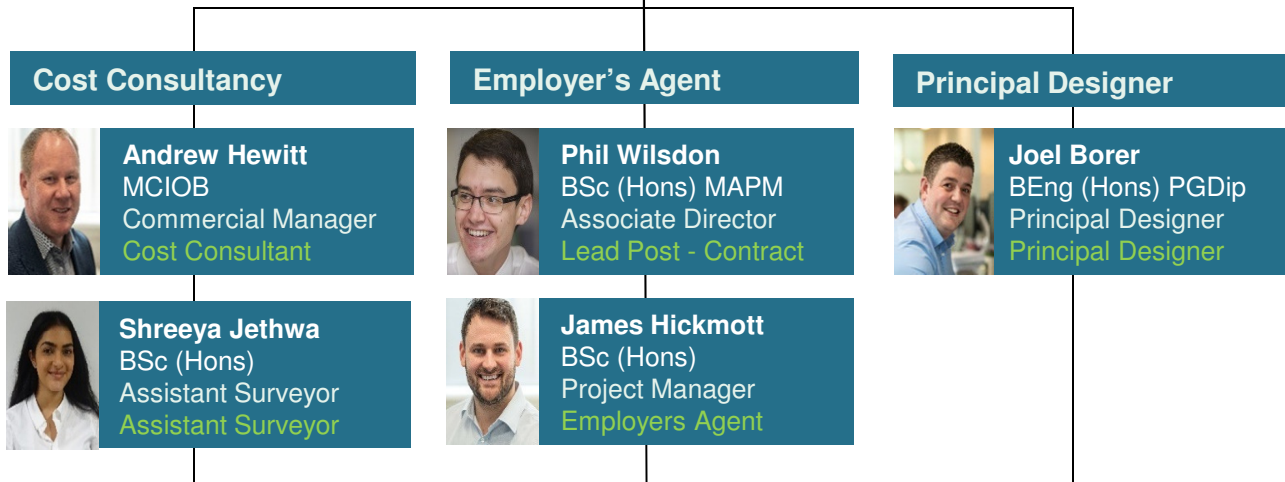 Cost Consultancy
Andrew Hewitt
MCIOB
Commercial Manager
Cost Consultant
Shreeya Jethwa
BSc (Hons)
Assistant Surveyor
Assistant Surveyor
Employer’s Agent
Phil Wilsdon
BSc (Hons) MAPM
Associate Director
Lead Post - Contract
James Hickmott
BSc (Hons)
Project Manager
Employers Agent
Principal Designer
Joel Borer
BEng (Hons) PGDip
Principal Designer
Principal Designer